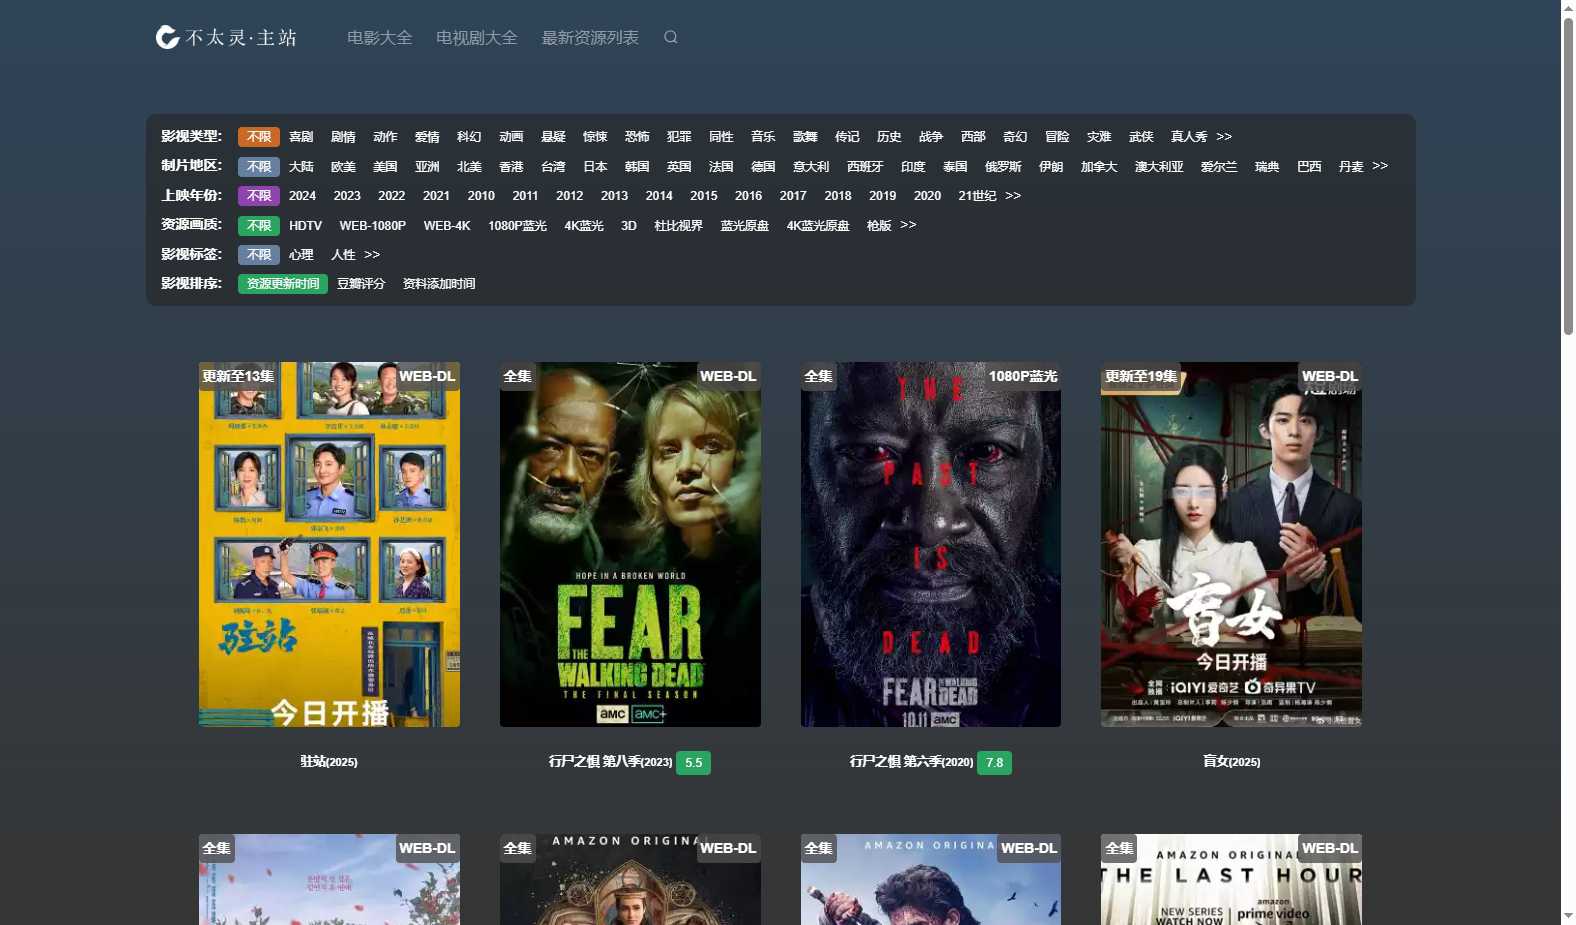 不太灵·主站 电影大全 电视剧大全 最新资源列表
影视类型: 不限 喜剧 剧情 动作 爱情 科幻 动画 悬疑 惊悚 恐怖 犯罪 同性 音乐 歌舞 传记 历史 战争 西部 奇幻 冒险 灾难 武侠 真人秀 >>
制片地区: 不限 大陆 欧美 美国 亚洲 北美 香港 台湾 日本 韩国 英国 法国 德国 意大利 西班牙 印度 泰国 俄罗斯 伊朗 加拿大 澳大利亚 爱尔兰 瑞典 巴西 丹麦 >>
上映年份: 不限 2024 2023 2022 2021 2010 2011 2012 2013 2014 2015 2016 2017 2018 2019 2020 21世纪 >>
资源画质: 不限 HDTV WEB-1080P WEB-4K 1080P蓝光 4K蓝光 3D 杜比视界 蓝光原盘 4K蓝光原盘 枪版 >>
影视标签: 不限 心理 人性 >>
影视排序: 资源更新时间 豆瓣评分 资料添加时间
更新至13集 WEB-DL
驻站
今日开播
全集 WEB-DL
HOPE IN A BROKEN WORLD
FEAR
THE WALKING DEAD
THE FINAL SEASON
amc amc+
全集 1080P蓝光
THE
PAST
IS
DEAD
FEAR THE WALKING DEAD
10.11 amc
更新至19集 WEB-DL
盲女
今日开播
全网独播 iQIYI爱奇艺 奇异果TV
驻站(2025)
行尸之惧 第八季(2023) 5.5
行尸之惧 第六季(2020) 7.8
盲女(2025)
全集 WEB-DL
全集 WEB-DL
AMAZON ORIGINAL
全集 WEB-DL
AMAZON ORIGINA
全集 WEB-DL
AMAZON ORIGINAL
THE LAST HOUR
NEW SERIES
WATCH NOW
amazon
prime video